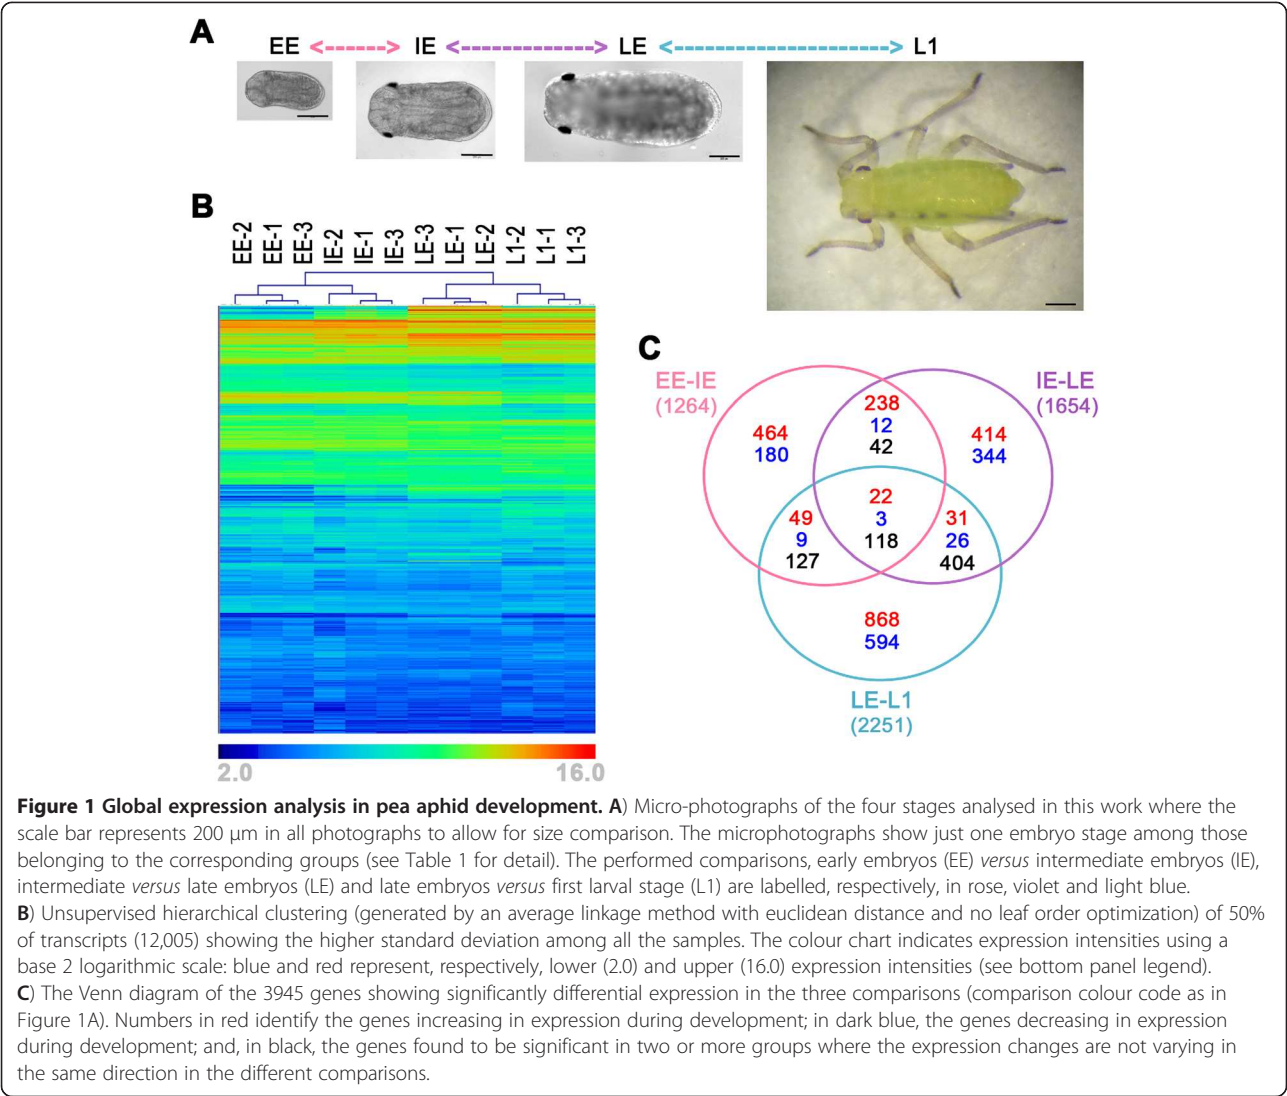 A
EE <------> IE <------------> LE <------------------> L1
B
EE-2 EE-1 EE-3 IE-2 IE-1 IE-3 LE-3 LE-1 LE-2 L1-2 L1-1 L1-3
2.0 16.0
C
EE-IE
(1264)
IE-LE
(1654)
238
12
42
464
180
414
344
22
3
118
49
9
127
31
26
404
868
594
LE-L1
(2251)
Figure 1 Global expression analysis in pea aphid development. A) Micro-photographs of the four stages analysed in this work where the
scale bar represents 200 μm in all photographs to allow for size comparison. The microphotographs show just one embryo stage among those
belonging to the corresponding groups (see Table 1 for detail). The performed comparisons, early embryos (EE) versus intermediate embryos (IE),
intermediate versus late embryos (LE) and late embryos versus first larval stage (L1) are labelled, respectively, in rose, violet and light blue.
B) Unsupervised hierarchical clustering (generated by an average linkage method with euclidean distance and no leaf order optimization) of 50%
of transcripts (12,005) showing the higher standard deviation among all the samples. The colour chart indicates expression intensities using a
base 2 logarithmic scale: blue and red represent, respectively, lower (2.0) and upper (16.0) expression intensities (see bottom panel legend).
C) The Venn diagram of the 3945 genes showing significantly differential expression in the three comparisons (comparison colour code as in
Figure 1A). Numbers in red identify the genes increasing in expression during development; in dark blue, the genes decreasing in expression
during development; and, in black, the genes found to be significant in two or more groups where the expression changes are not varying in
the same direction in the different comparisons.